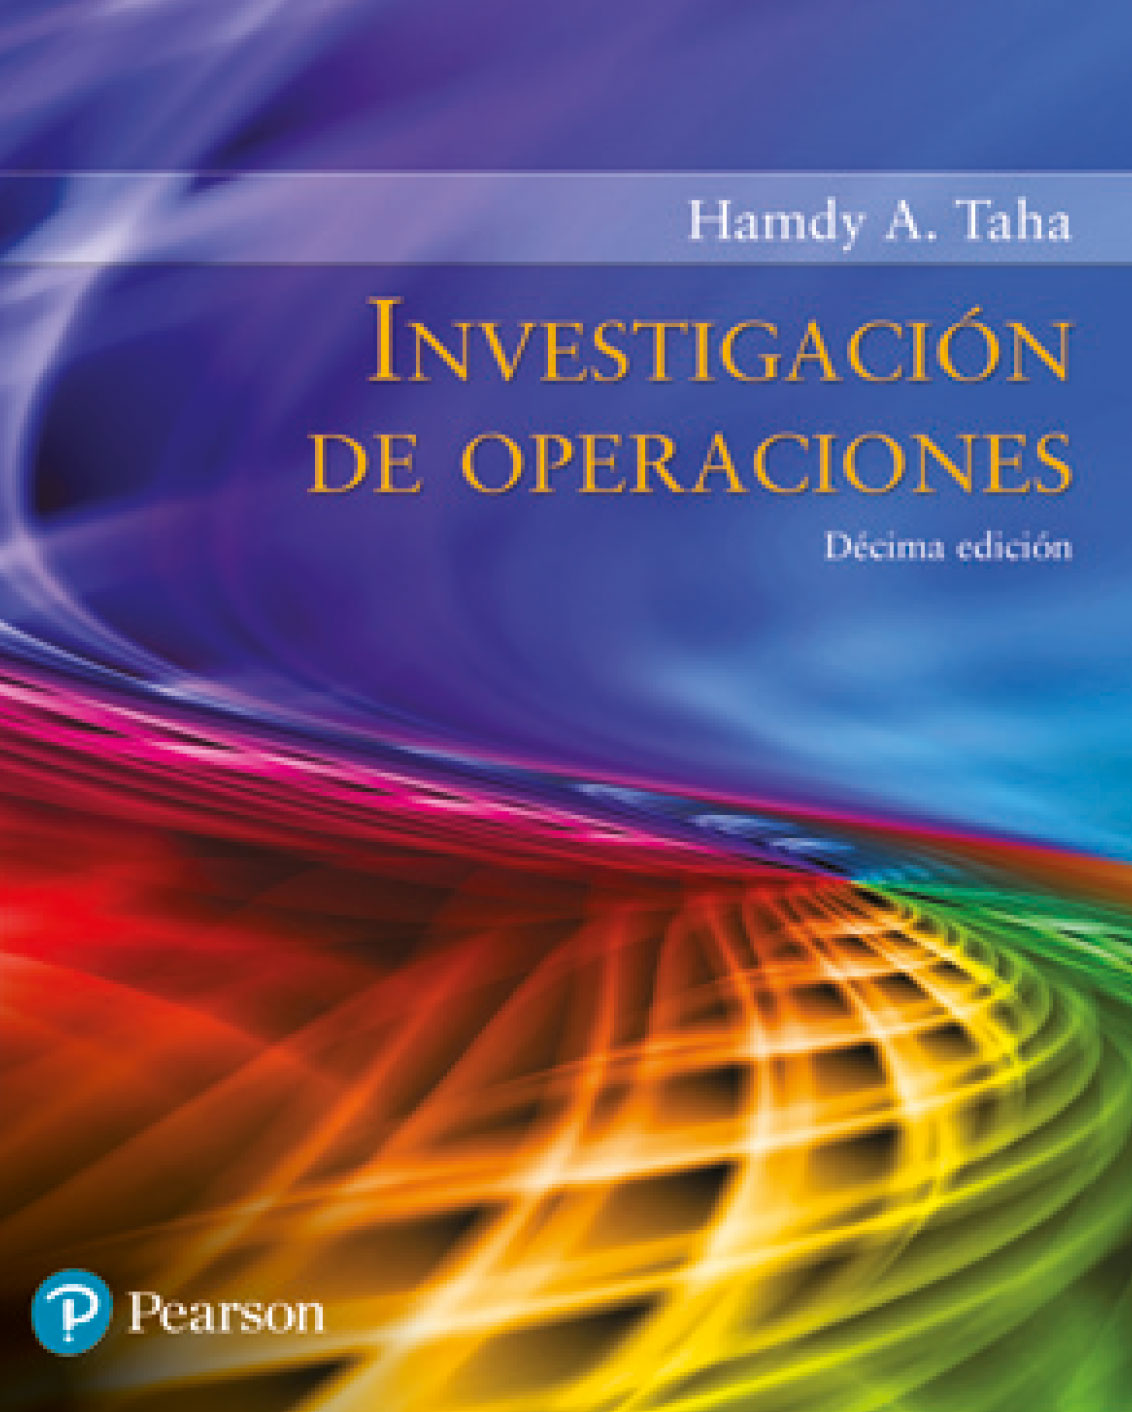 Hamdy A. Taha
INVESTIGACIÓN
DE OPERACIONES
Décima edición
Pearson